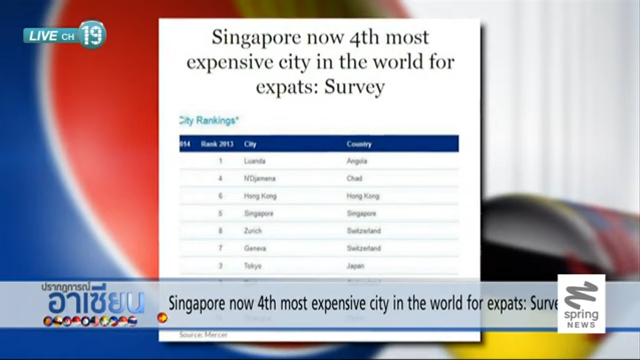 LIVE CH 19
Singapore now 4th most
expensive city in the world for
expats: Survey
City Rankings*
014 Rank 2013 City Country
1 Luanda Angola
4 N'Djamena Chad
6 Hong Kong Hong Kong
5 Singapore Singapore
8 Zurich Switzerland
7 Geneva Switzerland
3 Tokyo Japan
ปรากฏการณ์
อาเซียน
Singapore now 4th most expensive city in the world for expats: Surve
spring
NEWS
Source: Mercer